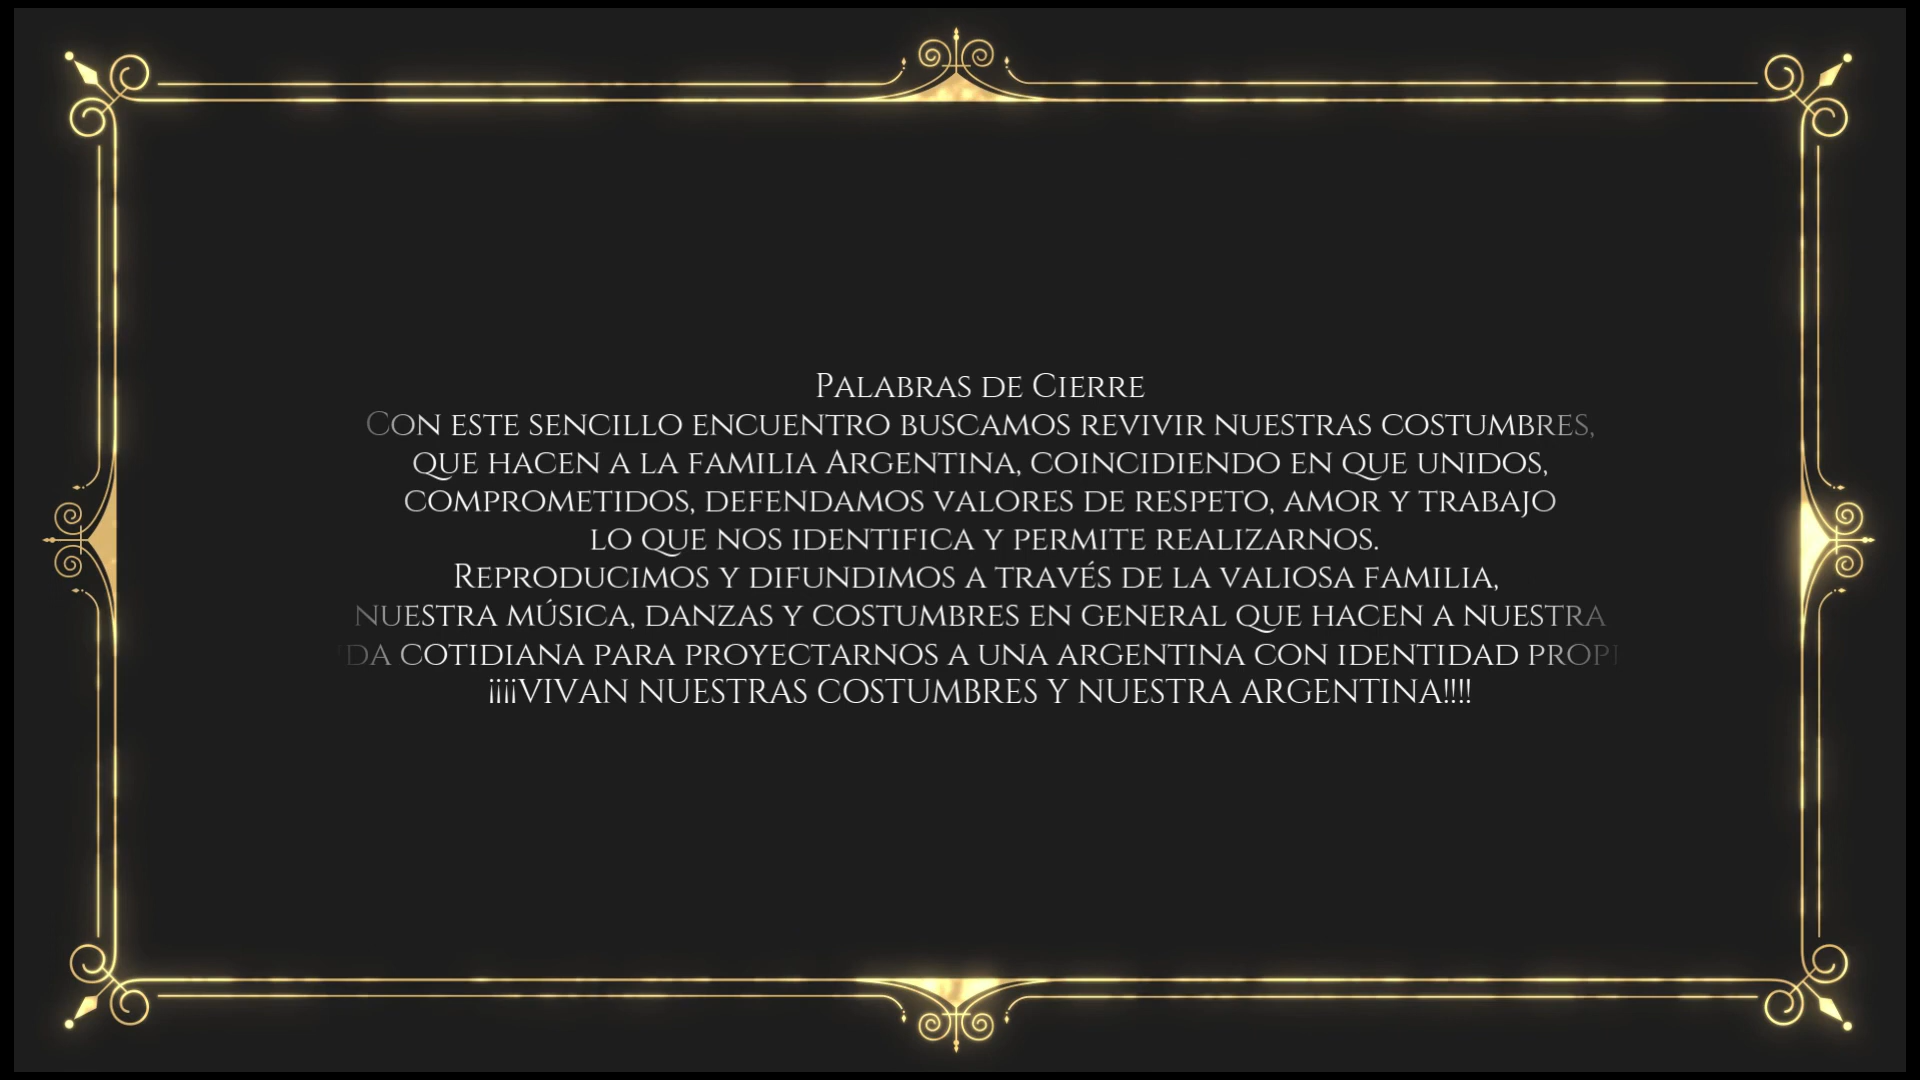 Palabras de Cierre
Con este sencillo encuentro buscamos revivir nuestras costumbres,
que hacen a la familia Argentina, coincidiendo en que unidos,
comprometidos, defendamos valores de respeto, amor y trabajo
lo que nos identifica y permite realizarnos.
Reproducimos y difundimos a través de la valiosa familia,
nuestra música, danzas y costumbres en general que hacen a nuestra
cotidiana para proyectarnos a una argentina con identidad
¡¡¡¡VIVAN NUESTRAS COSTUMBRES Y NUESTRA ARGENTINA!!!!